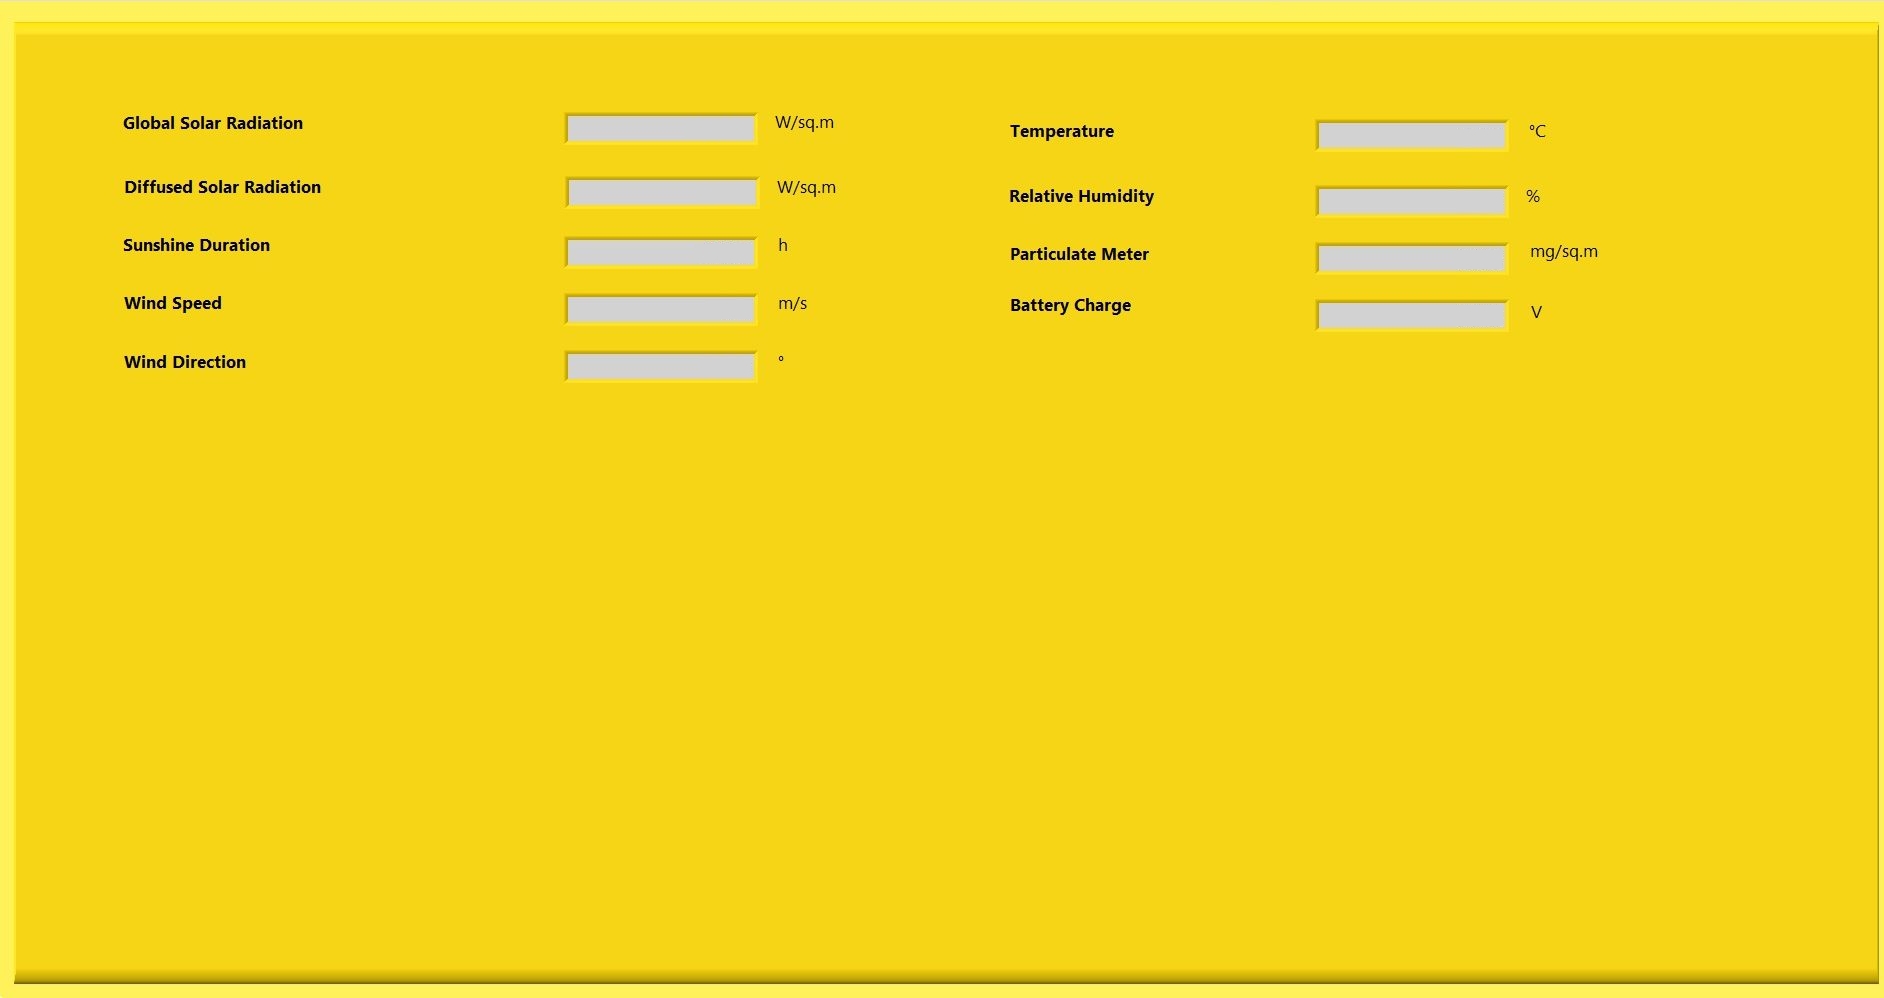 Global Solar Radiation W/sq.m
Diffused Solar Radiation W/sq.m
Sunshine Duration h
Wind Speed m/s
Wind Direction °
Temperature °C
Relative Humidity %
Particulate Meter mg/sq.m
Battery Charge V